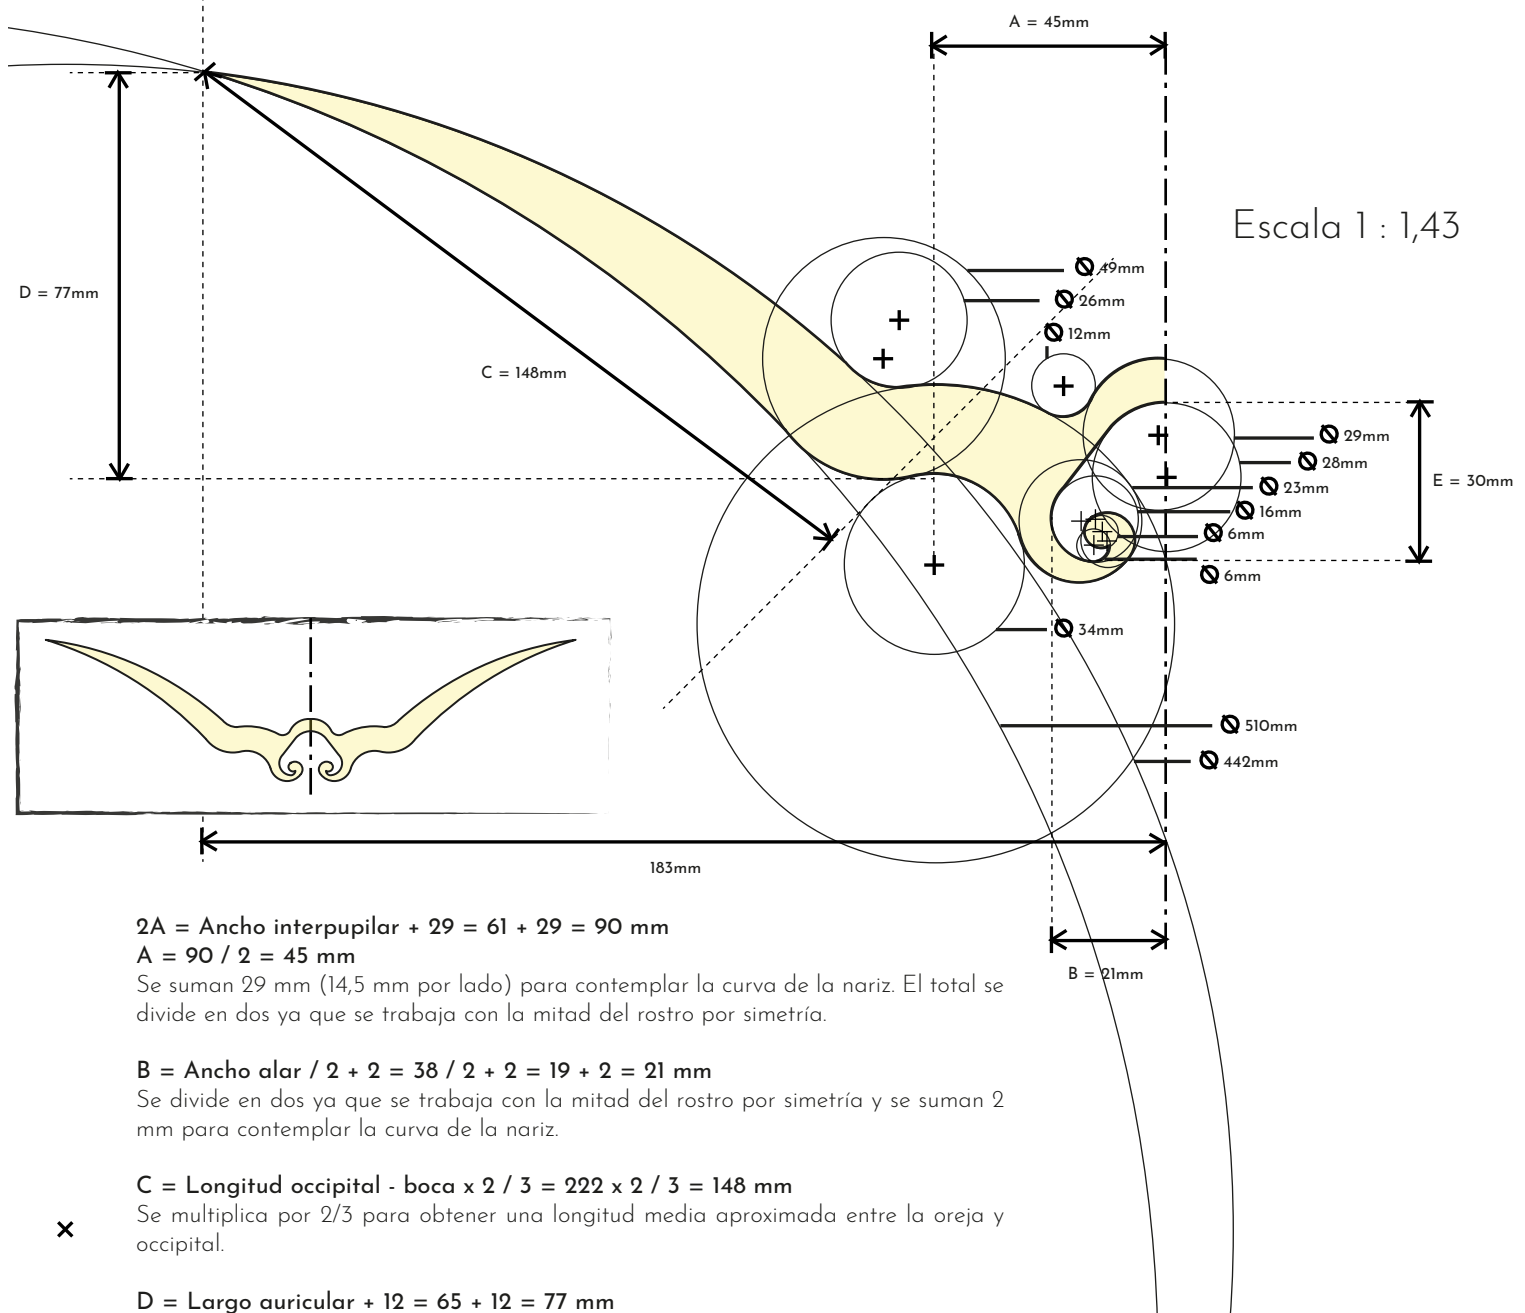 A = 45mm
Escala 1 : 1,43
Ø 49mm
Ø 26mm
D = 77mm
Ø 12mm
C = 148mm
Ø 29mm
Ø 28mm
E = 30mm
Ø 23mm
Ø 16mm
Ø 6mm
Ø 6mm
Ø 34mm
Ø 510mm
Ø 442mm
183mm
B = 21mm
2A = Ancho interpupilar + 29 = 61 + 29 = 90 mm
A = 90 / 2 = 45 mm
Se suman 29 mm (14,5 mm por lado) para contemplar la curva de la nariz. El total se
divide en dos ya que se trabaja con la mitad del rostro por simetría.
B = Ancho alar / 2 + 2 = 38 / 2 + 2 = 19 + 2 = 21 mm
Se divide en dos ya que se trabaja con la mitad del rostro por simetría y se suman 2
mm para contemplar la curva de la nariz.
C = Longitud occipital - boca x 2 / 3 = 222 x 2 / 3 = 148 mm
Se multiplica por 2/3 para obtener una longitud media aproximada entre la oreja y
occipital.
D = Largo auricular + 12 = 65 + 12 = 77 mm